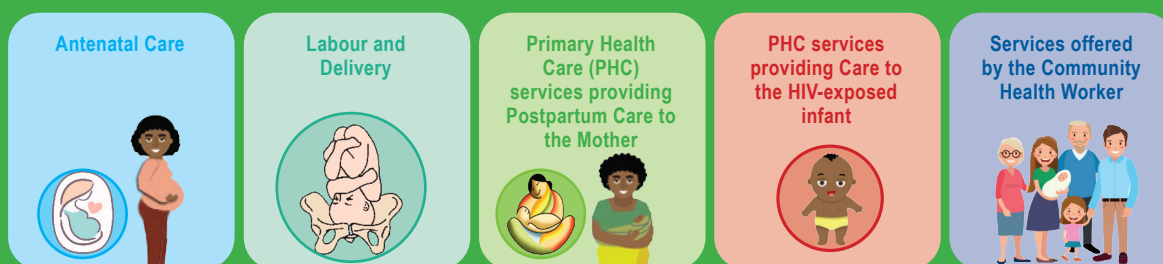 Antenatal Care
Labour and
Delivery
Primary Health
Care (PHC)
services providing
Postpartum Care to
the Mother
PHC services
providing Care to
the HIV-exposed
infant
Services offered
by the Community
Health Worker